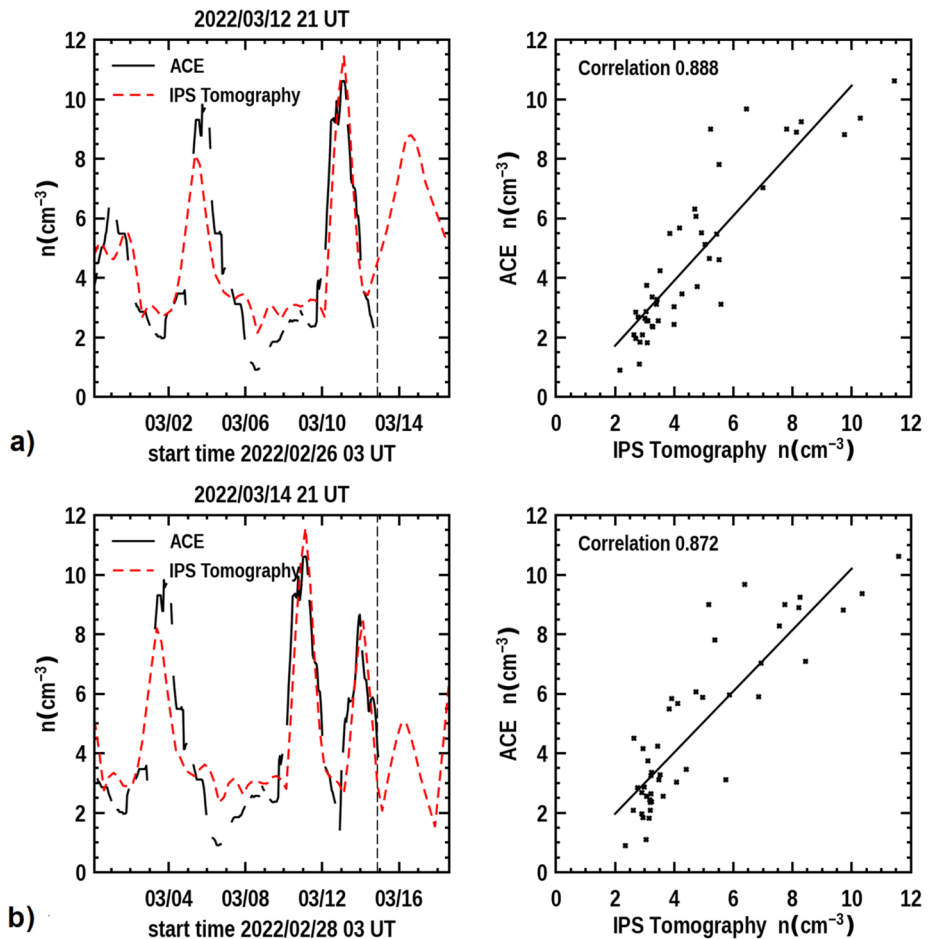 2022/03/12 21 UT
12
10
8
6
4
2
0
n(cm⁻³)
ACE
IPS Tomography
03/02 03/06 03/10 03/14
start time 2022/02/26 03 UT
a)
12
10
8
6
4
2
0
ACE n(cm⁻³)
Correlation 0.888
0 2 4 6 8 10 12
IPS Tomography n(cm⁻³)
2022/03/14 21 UT
12
10
8
6
4
2
0
n(cm⁻³)
ACE
IPS Tomography
03/04 03/08 03/12 03/16
start time 2022/02/28 03 UT
b)
12
10
8
6
4
2
0
ACE n(cm⁻³)
Correlation 0.872
0 2 4 6 8 10 12
IPS Tomography n(cm⁻³)